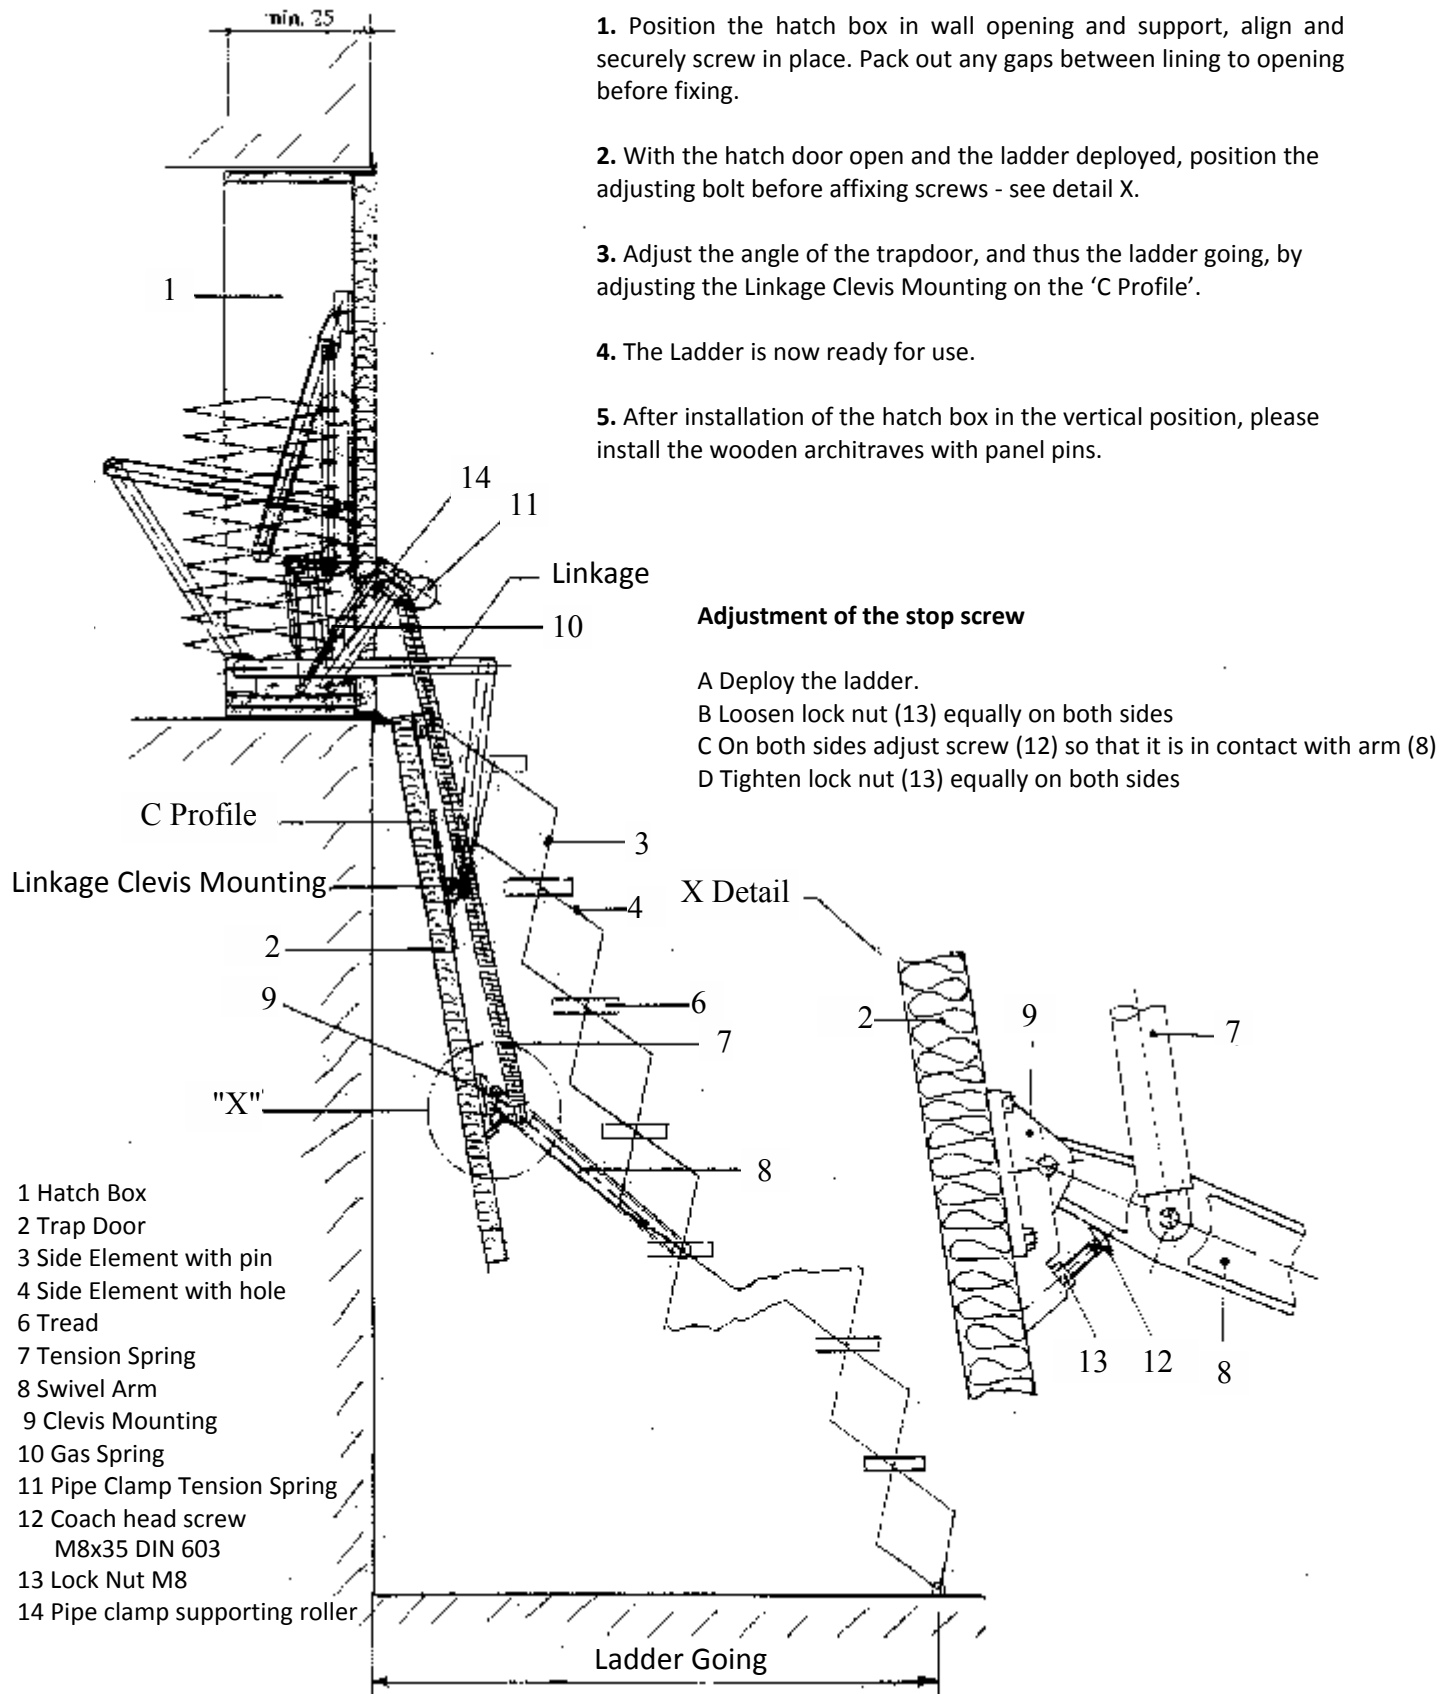 min. 25
1. Position the hatch box in wall opening and support, align and
securely screw in place. Pack out any gaps between lining to opening
before fixing.
2. With the hatch door open and the ladder deployed, position the
adjusting bolt before affixing screws - see detail X.
3. Adjust the angle of the trapdoor, and thus the ladder going, by
adjusting the Linkage Clevis Mounting on the ‘C Profile’.
4. The Ladder is now ready for use.
5. After installation of the hatch box in the vertical position, please
install the wooden architraves with panel pins.
1
14
11
Linkage
10
Adjustment of the stop screw
A Deploy the ladder.
B Loosen lock nut (13) equally on both sides
C On both sides adjust screw (12) so that it is in contact with arm (8)
D Tighten lock nut (13) equally on both sides
C Profile
3
Linkage Clevis Mounting
4
X Detail
2
9
6
7
"X"
8
2
9
7
13
12
8
1 Hatch Box
2 Trap Door
3 Side Element with pin
4 Side Element with hole
6 Tread
7 Tension Spring
8 Swivel Arm
9 Clevis Mounting
10 Gas Spring
11 Pipe Clamp Tension Spring
12 Coach head screw
M8x35 DIN 603
13 Lock Nut M8
14 Pipe clamp supporting roller
Ladder Going